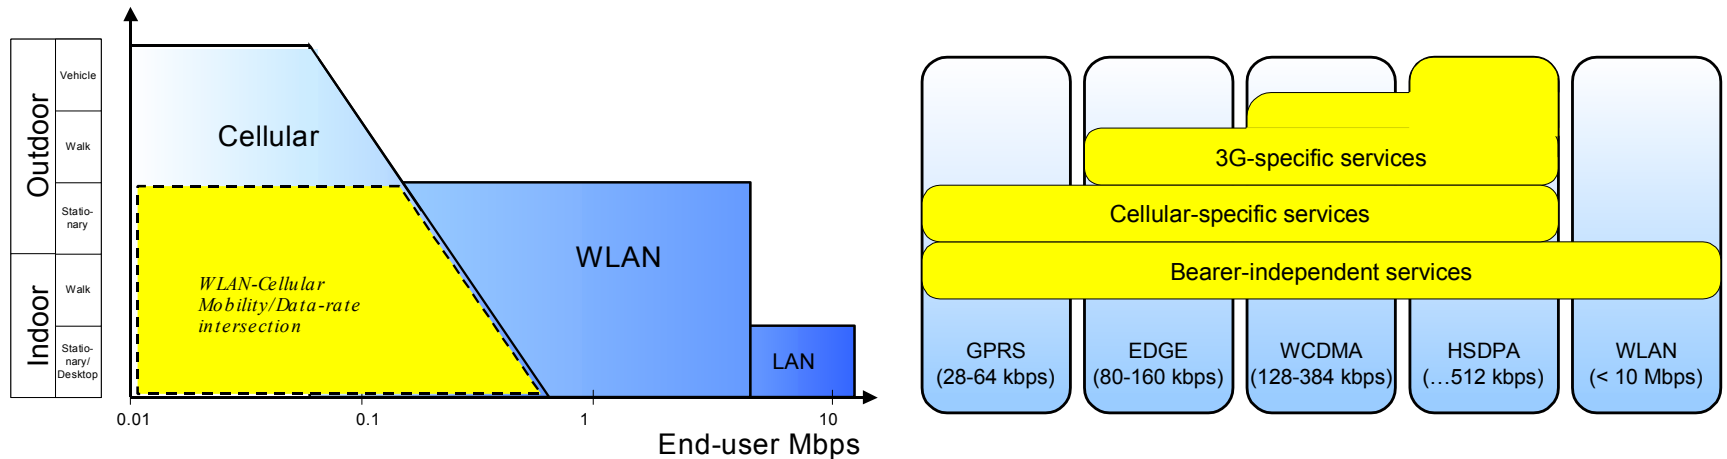 Outdoor
Vehicle
Walk
Statio-
nary
Indoor
Walk
Statio-
nary/
Desktop
Cellular
WLAN
WLAN-Cellular
Mobility/Data-rate
intersection
LAN
0.01
0.1
1
10
End-user Mbps
3G-specific services
Cellular-specific services
Bearer-independent services
GPRS
(28-64 kbps)
EDGE
(80-160 kbps)
WCDMA
(128-384 kbps)
HSDPA
(…512 kbps)
WLAN
(< 10 Mbps)